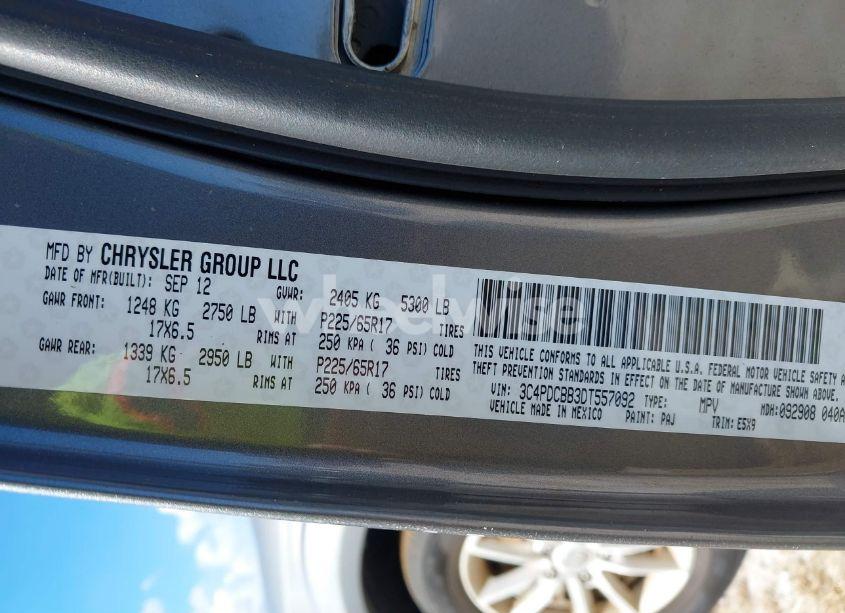 MFD BY CHRYSLER GROUP LLC
DATE OF MFR(BUILT): SEP 12 GVWR: 2405 KG 5300 LB
GAWR FRONT: 1248 KG 2750 LB WITH P225/65R17 TIRES
17X6.5 RIMS AT 250 KPA ( 36 PSI) COLD
GAWR REAR: 1339 KG 2950 LB WITH P225/65R17 TIRES
17X6.5 RIMS AT 250 KPA ( 36 PSI) COLD
THIS VEHICLE CONFORMS TO ALL APPLICABLE U.S.A. FEDERAL MOTOR VEHICLE SAFETY A
THEFT PREVENTION STANDARDS IN EFFECT ON THE DATE OF MANUFACTURE SHOWN ABOVE.
VIN: 3C4PDCBB3DT557092 TYPE: MPV MDH: 092908 040A
VEHICLE MADE IN MEXICO PAINT: PAJ TRIM: E5X9
wheelwise